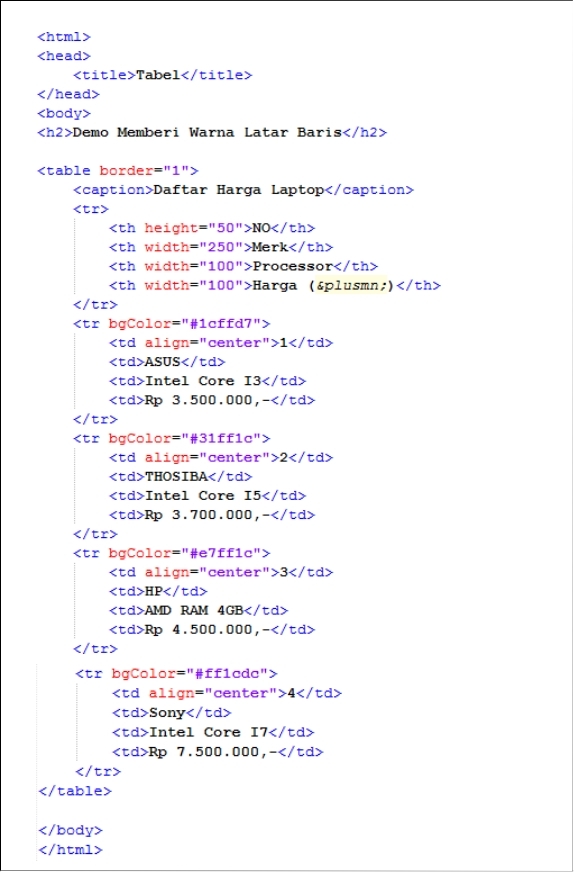 <html>
<head>
<title>Tabel</title>
</head>
<body>
<h2>Demo Memberi Warna Latar Baris</h2>
<table border="1">
<caption>Daftar Harga Laptop</caption>
<tr>
<th height="50">NO</th>
<th width="250">Merk</th>
<th width="100">Processor</th>
<th width="100">Harga (&plusmn;)</th>
</tr>
<tr bgColor="#1cffd7">
<td align="center">1</td>
<td>ASUS</td>
<td>Intel Core I3</td>
<td>Rp 3.500.000,-</td>
</tr>
<tr bgColor="#31ff1c">
<td align="center">2</td>
<td>THOSIBA</td>
<td>Intel Core I5</td>
<td>Rp 3.700.000,-</td>
</tr>
<tr bgColor="#e7ff1c">
<td align="center">3</td>
<td>HP</td>
<td>AMD RAM 4GB</td>
<td>Rp 4.500.000,-</td>
</tr>
<tr bgColor="#ff1cdc">
<td align="center">4</td>
<td>Sony</td>
<td>Intel Core I7</td>
<td>Rp 7.500.000,-</td>
</tr>
</table>
</body>
</html>